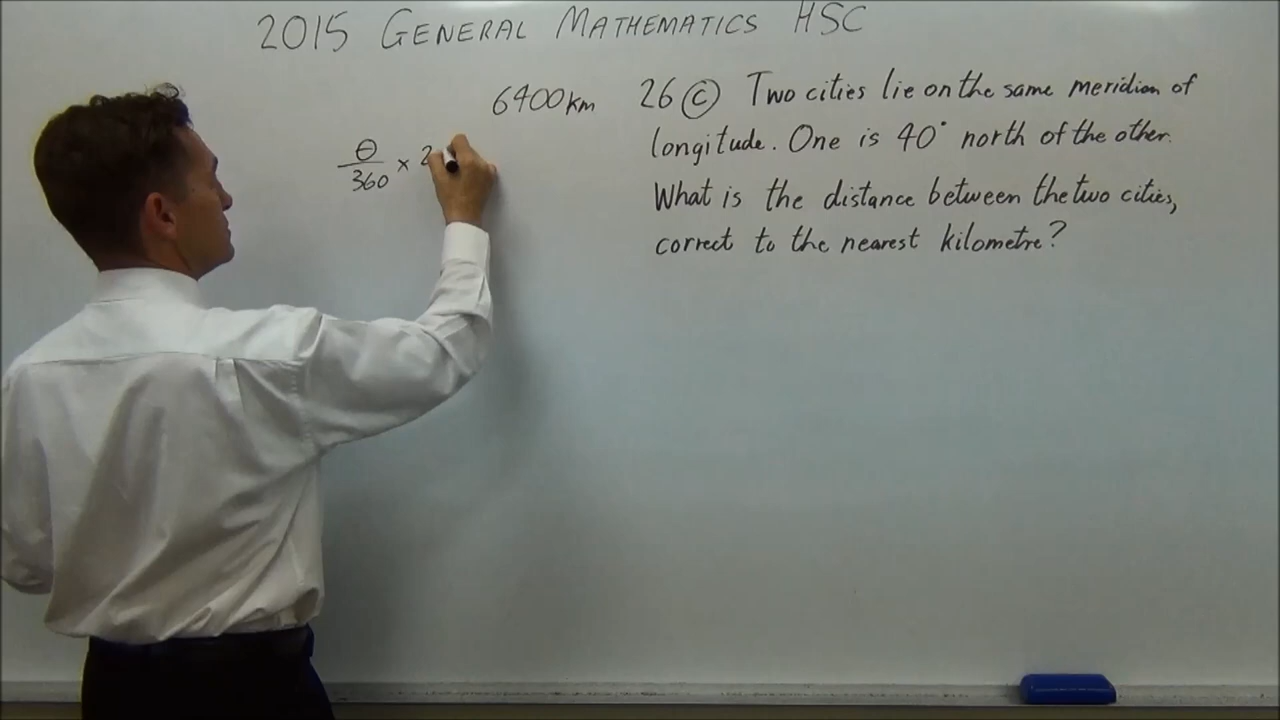 2015 GENERAL MATHEMATICS HSC
6400km
θ/360 × 2
26 ⓒ Two cities lie on the same meridian of
longitude. One is 40° north of the other.
What is the distance between the two cities,
correct to the nearest kilometre?